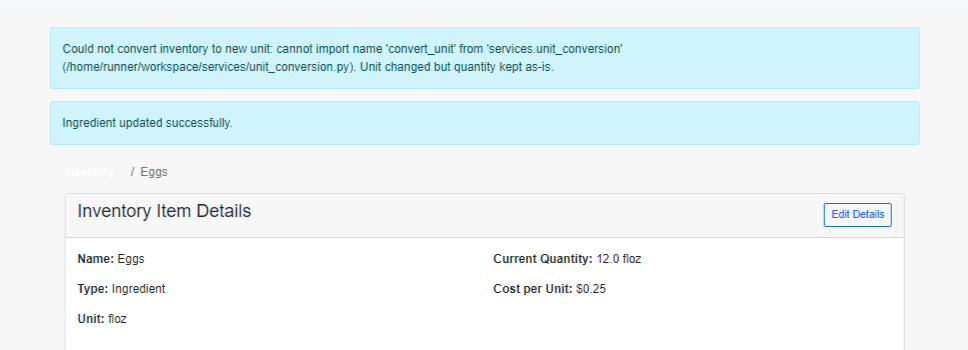 Could not convert inventory to new unit: cannot import name 'convert_unit' from 'services.unit_conversion'
(/home/runner/workspace/services/unit_conversion.py). Unit changed but quantity kept as-is.
Ingredient updated successfully.
Inventory / Eggs
Inventory Item Details
Edit Details
Name: Eggs
Current Quantity: 12.0 floz
Type: Ingredient
Cost per Unit: $0.25
Unit: floz